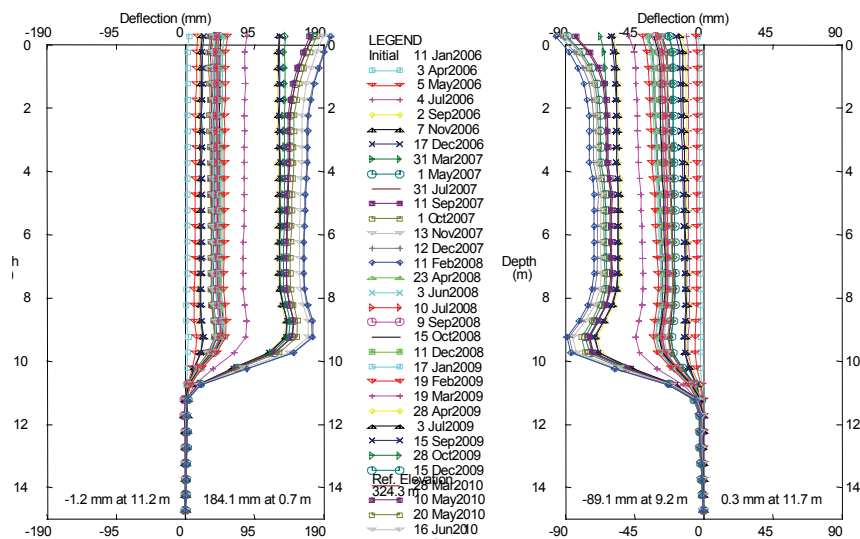 Deflection (mm)
-190 -95 0 95 190
0
2
4
6
8
10
12
14
-1.2 mm at 11.2 m 184.1 mm at 0.7 m
-190 -95 0 95 190
LEGEND
Initial 11 Jan2006
3 Apr2006
5 May2006
4 Jul2006
2 Sep2006
7 Nov2006
17 Dec2006
31 Mar2007
1 May2007
31 Jul2007
11 Sep2007
1 Oct2007
13 Nov2007
12 Dec2007
11 Feb2008
23 Apr2008
3 Jun2008
10 Jul2008
9 Sep2008
15 Oct2008
11 Dec2008
17 Jan2009
19 Feb2009
19 Mar2009
28 Apr2009
3 Jul2009
15 Sep2009
28 Oct2009
15 Dec2009
Ref. Elevation
28 Mar2010
324.3 m
10 May2010
20 May2010
16 Jun2010
Deflection (mm)
-90 -45 0 45 90
0
2
4
6
Depth
(m)
8
10
12
14
-89.1 mm at 9.2 m 0.3 mm at 11.7 m
-90 -45 0 45 90